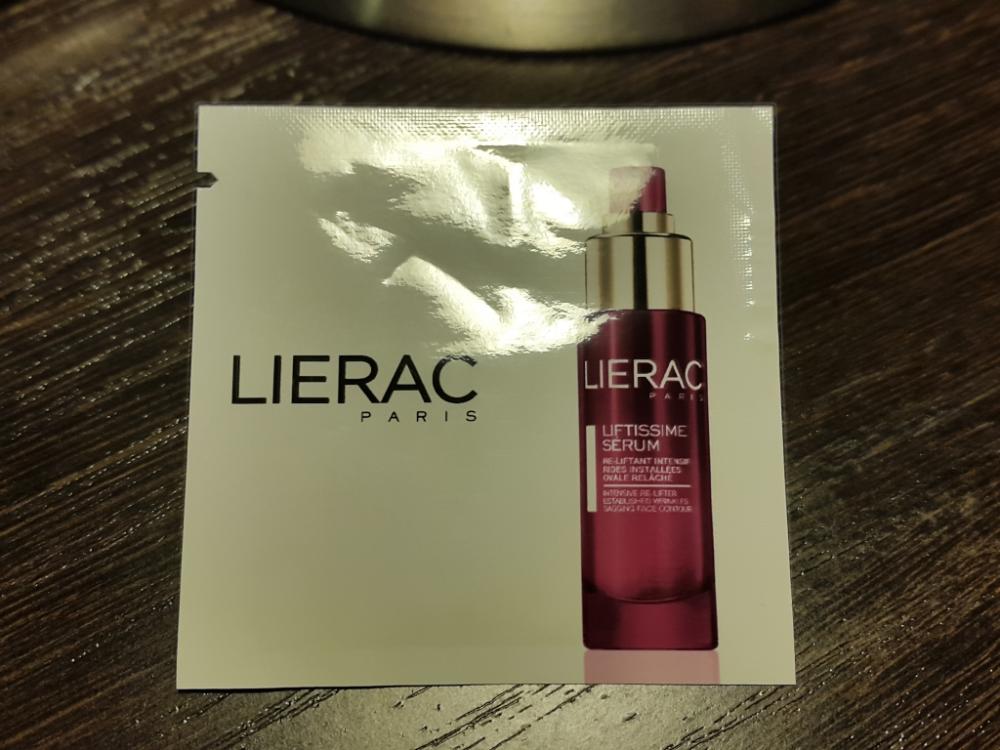 LIERAC
PARIS
LIERAC
PARIS
LIFTISSIME
SÉRUM
RE-LIFTANT INTENSIF
RIDES INSTALLÉES
OVALE RELÂCHÉ
INTENSIVE RE-LIFTER
ESTABLISHED WRINKLES
SAGGING FACE CONTOUR